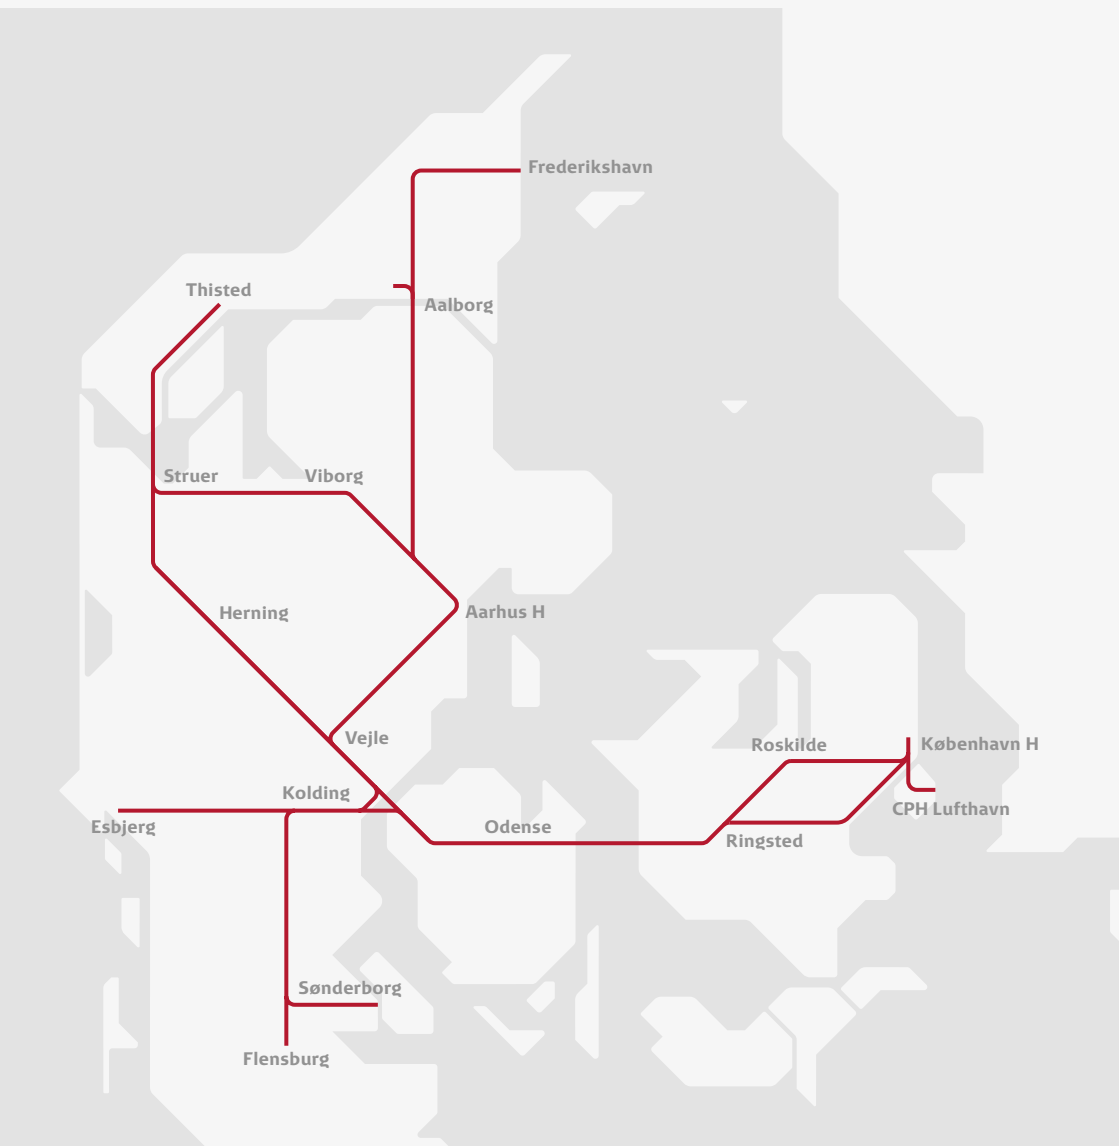 Frederikshavn
Thisted
Aalborg
Struer
Viborg
Herning
Aarhus H
Vejle
Roskilde
København H
Kolding
CPH Lufthavn
Esbjerg
Odense
Ringsted
Sønderborg
Flensburg